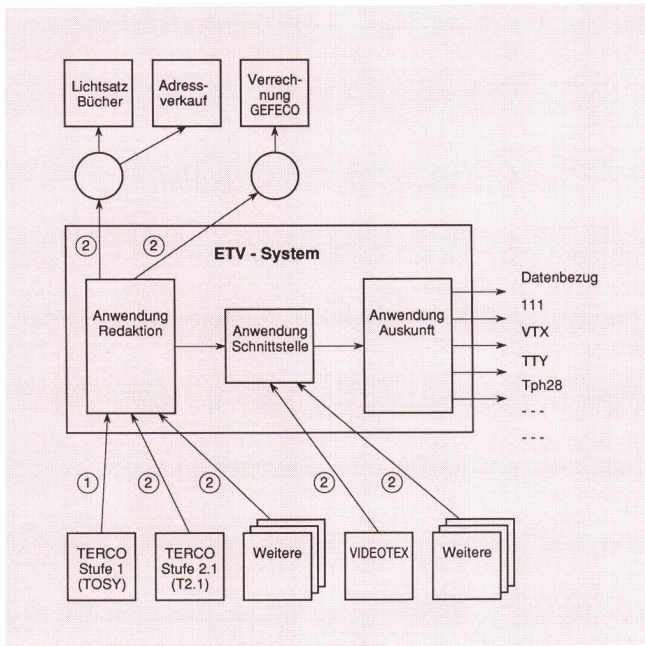 Lichtsatz
Bücher
Adress-
verkauf
Verrech-
nung
GEFECO
2
2
ETV - System
Anwendung
Redaktion
Anwendung
Schnittstelle
Anwendung
Auskunft
Datenbezug
111
VTX
TTY
Tph28
- - -
- - -
1
2
2
2
2
TERCO
Stufe 1
(TOSY)
TERCO
Stufe 2.1
(T2.1)
Weitere
VIDEOTEX
Weitere